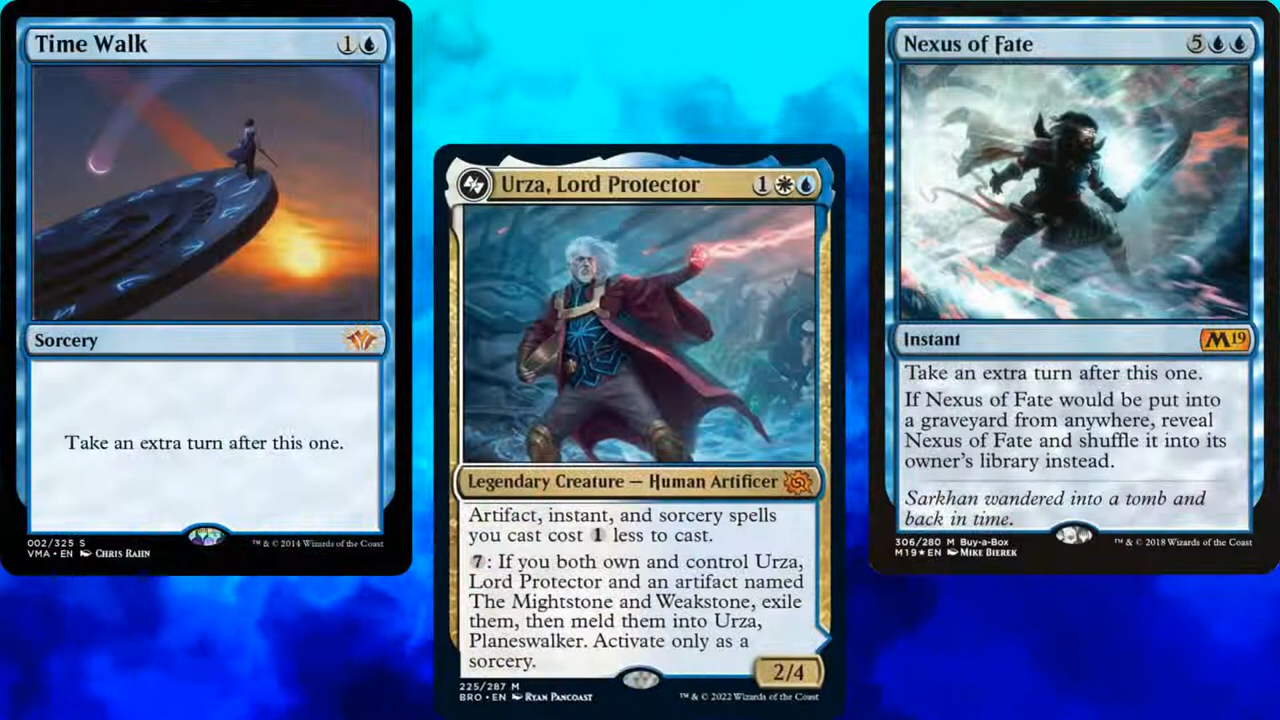 Time Walk 1
Sorcery
Take an extra turn after this one.
002/325 S
VMA • EN CHRIS RAHN
™ & © 2014 Wizards of the Coast
Urza, Lord Protector 1
Legendary Creature — Human Artificer
Artifact, instant, and sorcery spells
you cast cost 1 less to cast.
7: If you both own and control Urza,
Lord Protector and an artifact named
The Mightstone and Weakstone, exile
them, then meld them into Urza,
Planeswalker. Activate only as a
sorcery.
2/4
225/287 M
BRO • EN RYAN PANCOAST
™ & © 2022 Wizards of the Coast
Nexus of Fate 5
Instant
M19
Take an extra turn after this one.
If Nexus of Fate would be put into
a graveyard from anywhere, reveal
Nexus of Fate and shuffle it into its
owner's library instead.
Sarkhan wandered into a tomb and
back in time.
306/280 M Buy-a-Box
M19★EN MIKE BIEREK
™ & © 2018 Wizards of the Coast